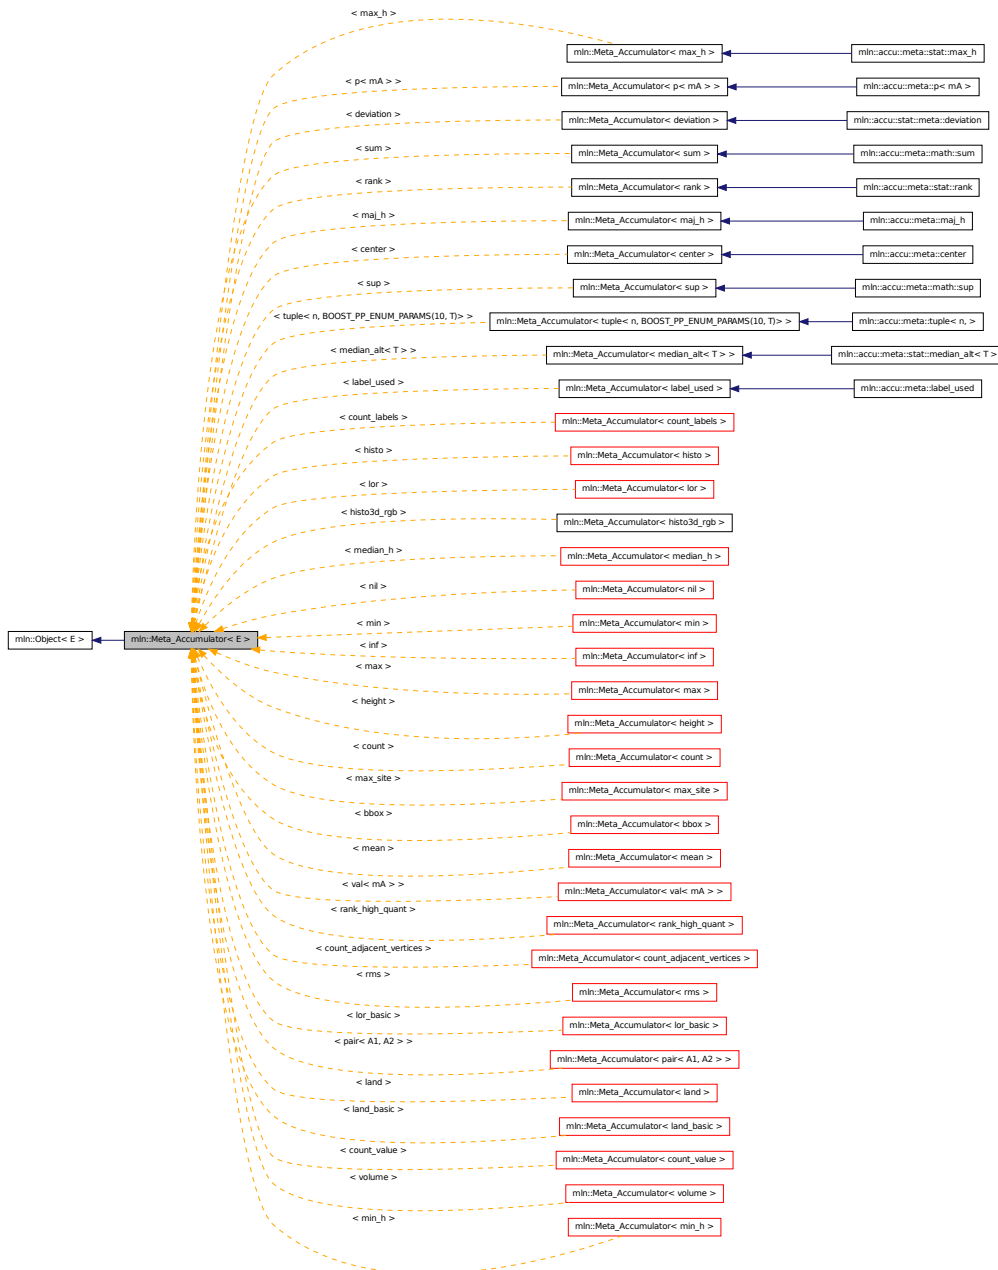 < max_h >
mln::Meta_Accumulator< max_h >
mln::accu::meta::stat::max_h
< p< mA > >
mln::Meta_Accumulator< p< mA > >
mln::accu::meta::p< mA >
< deviation >
mln::Meta_Accumulator< deviation >
mln::accu::stat::meta::deviation
< sum >
mln::Meta_Accumulator< sum >
mln::accu::meta::math::sum
< rank >
mln::Meta_Accumulator< rank >
mln::accu::meta::stat::rank
< maj_h >
mln::Meta_Accumulator< maj_h >
mln::accu::meta::maj_h
< center >
mln::Meta_Accumulator< center >
mln::accu::meta::center
< sup >
mln::Meta_Accumulator< sup >
mln::accu::meta::math::sup
< tuple< n, BOOST_PP_ENUM_PARAMS(10, T)> >
mln::Meta_Accumulator< tuple< n, BOOST_PP_ENUM_PARAMS(10, T)> >
mln::accu::meta::tuple< n, >
< median_alt< T > >
mln::Meta_Accumulator< median_alt< T > >
mln::accu::meta::stat::median_alt< T >
< label_used >
mln::Meta_Accumulator< label_used >
mln::accu::meta::label_used
< count_labels >
mln::Meta_Accumulator< count_labels >
< histo >
mln::Meta_Accumulator< histo >
< lor >
mln::Meta_Accumulator< lor >
< histo3d_rgb >
mln::Meta_Accumulator< histo3d_rgb >
< median_h >
mln::Meta_Accumulator< median_h >
< nil >
mln::Meta_Accumulator< nil >
< min >
mln::Meta_Accumulator< min >
mln::Object< E >
mln::Meta_Accumulator< E >
< inf >
mln::Meta_Accumulator< inf >
< max >
mln::Meta_Accumulator< max >
< height >
mln::Meta_Accumulator< height >
< count >
mln::Meta_Accumulator< count >
< max_site >
mln::Meta_Accumulator< max_site >
< bbox >
mln::Meta_Accumulator< bbox >
< mean >
mln::Meta_Accumulator< mean >
< val< mA > >
mln::Meta_Accumulator< val< mA > >
< rank_high_quant >
mln::Meta_Accumulator< rank_high_quant >
< count_adjacent_vertices >
mln::Meta_Accumulator< count_adjacent_vertices >
< rms >
mln::Meta_Accumulator< rms >
< lor_basic >
mln::Meta_Accumulator< lor_basic >
< pair< A1, A2 > >
mln::Meta_Accumulator< pair< A1, A2 > >
< land >
mln::Meta_Accumulator< land >
< land_basic >
mln::Meta_Accumulator< land_basic >
< count_value >
mln::Meta_Accumulator< count_value >
< volume >
mln::Meta_Accumulator< volume >
< min_h >
mln::Meta_Accumulator< min_h >